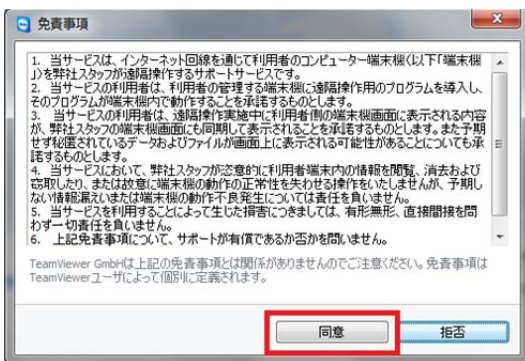 免責事項
1. 当サービスは、インターネット回線を通じて利用者のコンピューター端末機(以下「端末機
」)を弊社スタッフが遠隔操作するサポートサービスです。
2. 当サービスの利用者は、利用者の管理する端末機に遠隔操作用のプログラムを導入し、
そのプログラムが端末機内で動作することを承諾するものとします。
3. 当サービスの利用者は、遠隔操作実施中に利用者側の端末機画面に表示される内容
が、弊社スタッフの端末機画面にも同期して表示されることを承諾するものとします。また予期
せず秘匿されているデータおよびファイルが画面上に表示される可能性があることについても承
諾するものとします。
4. 当サービスにおいて、弊社スタッフが恣意的に利用者端末内の情報を閲覧、消去および
窃取したり、または故意に端末機の動作の正常性を失わせる操作をいたしませんが、予期し
ない情報漏えいまたは端末機の動作不良発生については責任を負いません。
5. 当サービスを利用することによって生じた損害につきましては、有形無形、直接間接を問
わず一切責任を負いません。
6. 上記免責事項について、サポートが有償であるか否かを問いません。
TeamViewer GmbHは上記の免責事項とは関係がありませんのでご注意ください。免責事項は
TeamViewerユーザによって個別に定義されます。
同意
拒否